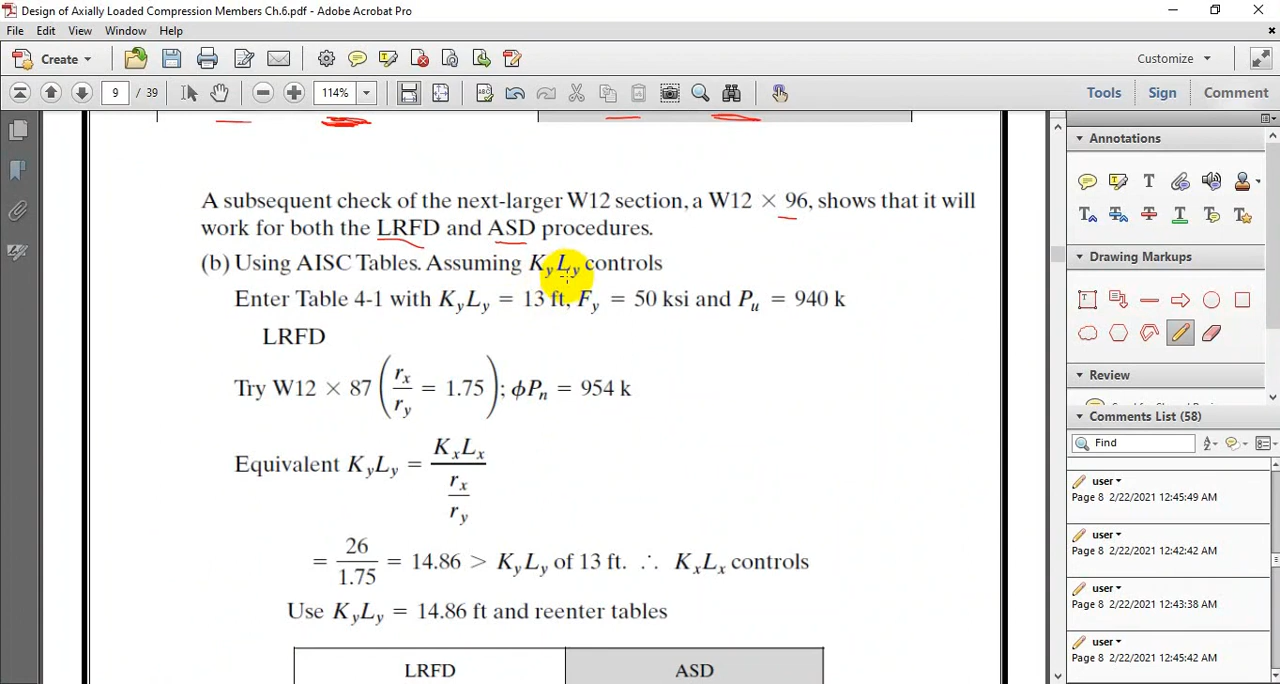 Design of Axially Loaded Compression Members Ch.6.pdf - Adobe Acrobat Pro
File Edit View Window Help
Create Customize
9 / 39 114% Tools Sign Comment
A subsequent check of the next-larger W12 section, a W12 × 96, shows that it will
work for both the LRFD and ASD procedures.
(b) Using AISC Tables. Assuming KyLy controls
Enter Table 4-1 with KyLy = 13 ft, Fy = 50 ksi and Pu = 940 k
LRFD
Try W12 × 87 (rx/ry = 1.75); ϕPn = 954 k
Equivalent KyLy = KxLx / (rx/ry)
= 26/1.75 = 14.86 > KyLy of 13 ft. ∴ KxLx controls
Use KyLy = 14.86 ft and reenter tables
LRFD ASD
Annotations
Drawing Markups
Review
Comments List (58)
Find
user
Page 8 2/22/2021 12:45:49 AM
user
Page 8 2/22/2021 12:42:42 AM
user
Page 8 2/22/2021 12:43:38 AM
user
Page 8 2/22/2021 12:45:42 AM